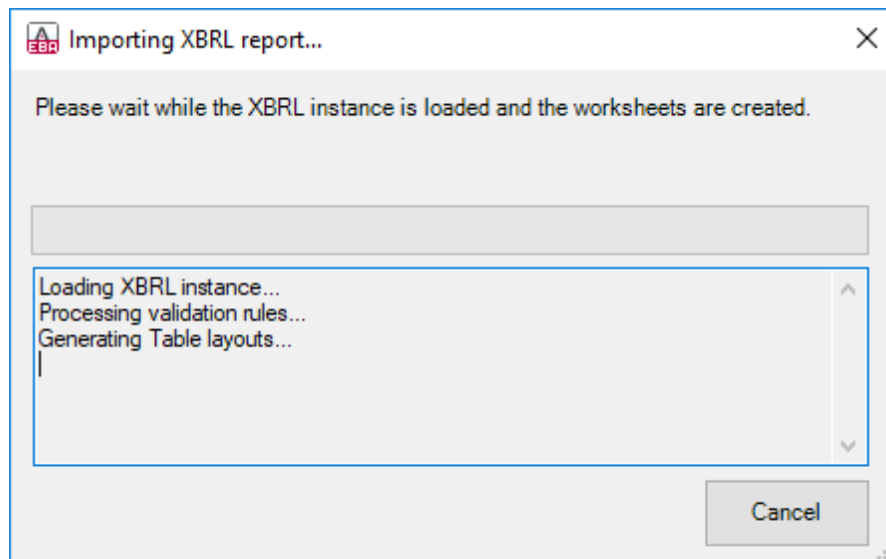 EBA
Importing XBRL report...
Please wait while the XBRL instance is loaded and the worksheets are created.
Loading XBRL instance...
Processing validation rules...
Generating Table layouts...
Cancel